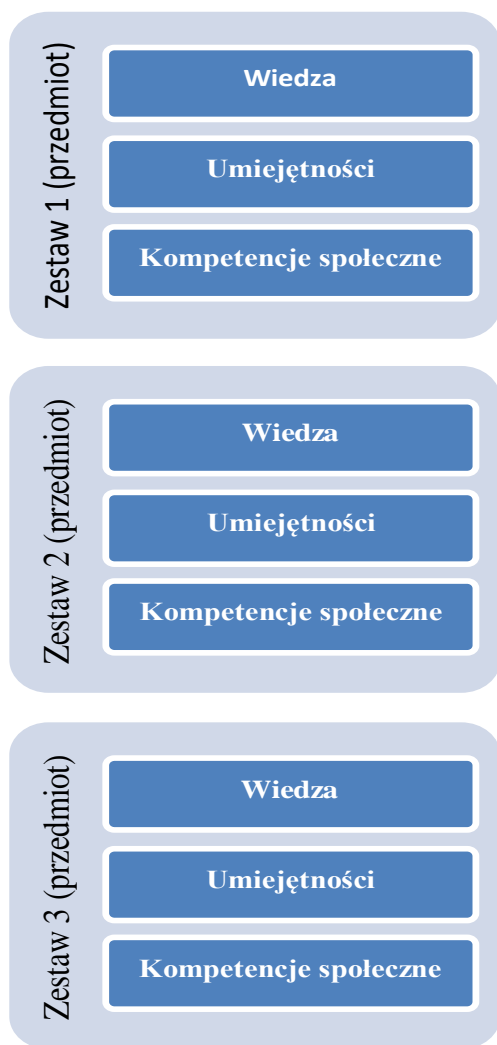 Zestaw 1 (przedmiot)
Wiedza
Umiejętności
Kompetencje społeczne
Zestaw 2 (przedmiot)
Wiedza
Umiejętności
Kompetencje społeczne
Zestaw 3 (przedmiot)
Wiedza
Umiejętności
Kompetencje społeczne